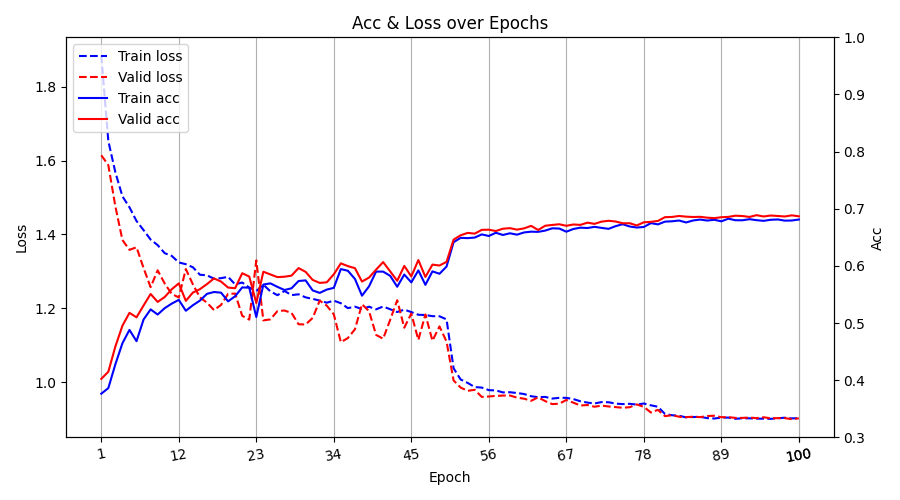 Acc & Loss over Epochs
Train loss
Valid loss
Train acc
Valid acc
Loss
1.8
1.6
1.4
1.2
1.0
Acc
1.0
0.9
0.8
0.7
0.6
0.5
0.4
0.3
1 12 23 34 45 56 67 78 89 100
Epoch